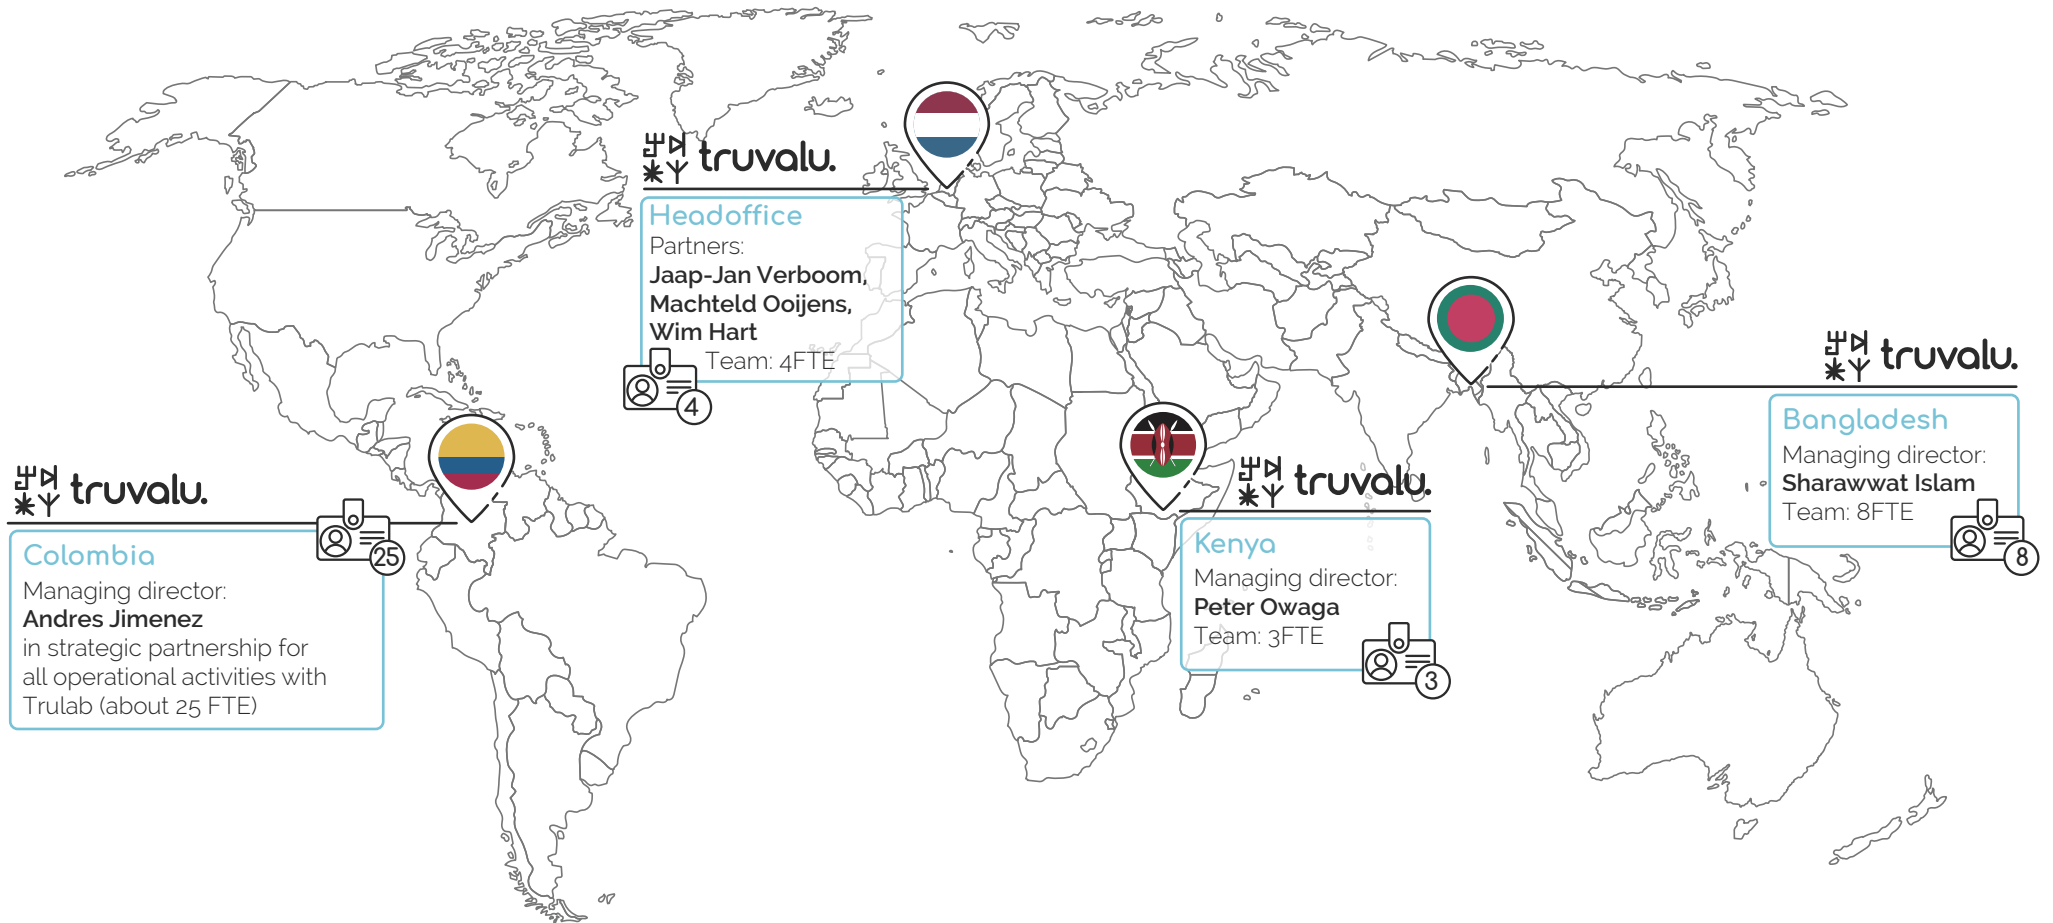 truvalu.
Headoffice
Partners:
Jaap-Jan Verboom,
Machteld Ooijens,
Wim Hart
Team: 4FTE
4
truvalu.
Bangladesh
Managing director:
Sharawwat Islam
Team: 8FTE
8
truvalu.
Colombia
Managing director:
Andres Jimenez
in strategic partnership for
all operational activities with
Trulab (about 25 FTE)
25
truvalu.
Kenya
Managing director:
Peter Owaga
Team: 3FTE
3